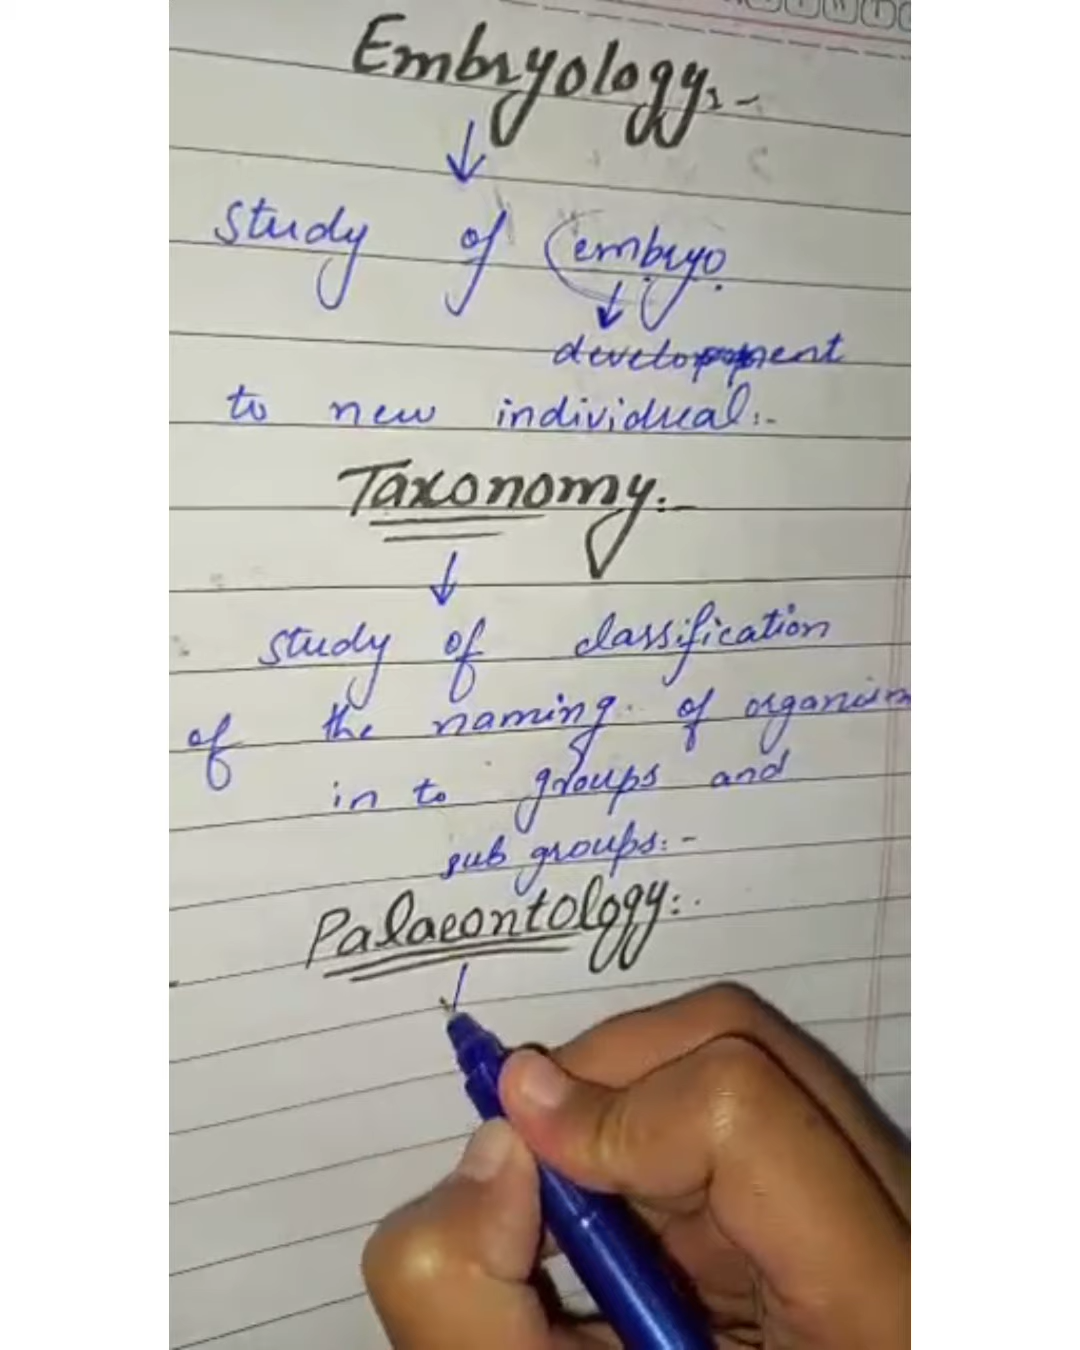 Embryology:-
study of embryo
development
to new individual:-
Taxonomy:-
study of classification
of the naming of organism
in to groups and
sub groups:-
Palaeontology:-